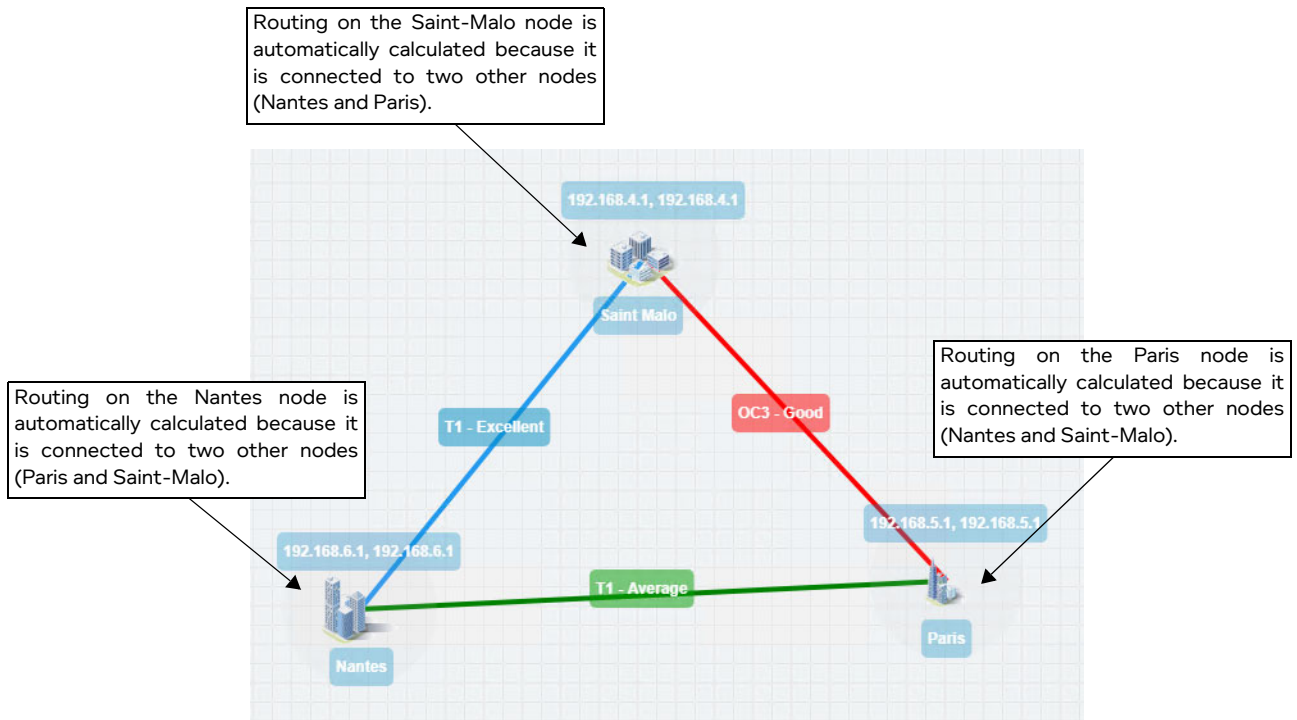 Routing on the Saint-Malo node is
automatically calculated because it
is connected to two other nodes
(Nantes and Paris).
192.168.4.1, 192.168.4.1
Saint Malo
Routing on the Paris node is
automatically calculated because it
is connected to two other nodes
(Nantes and Saint-Malo).
Routing on the Nantes node is
automatically calculated because it
is connected to two other nodes
(Paris and Saint-Malo).
T1 - Excellent
OC3 - Good
192.168.5.1, 192.168.5.1
192.168.6.1, 192.168.6.1
T1 - Average
Paris
Nantes